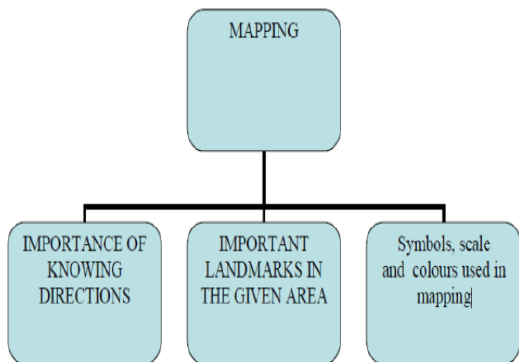 MAPPING
IMPORTANCE OF
KNOWING
DIRECTIONS
IMPORTANT
LANDMARKS IN
THE GIVEN AREA
Symbols, scale
and colours used in
mapping